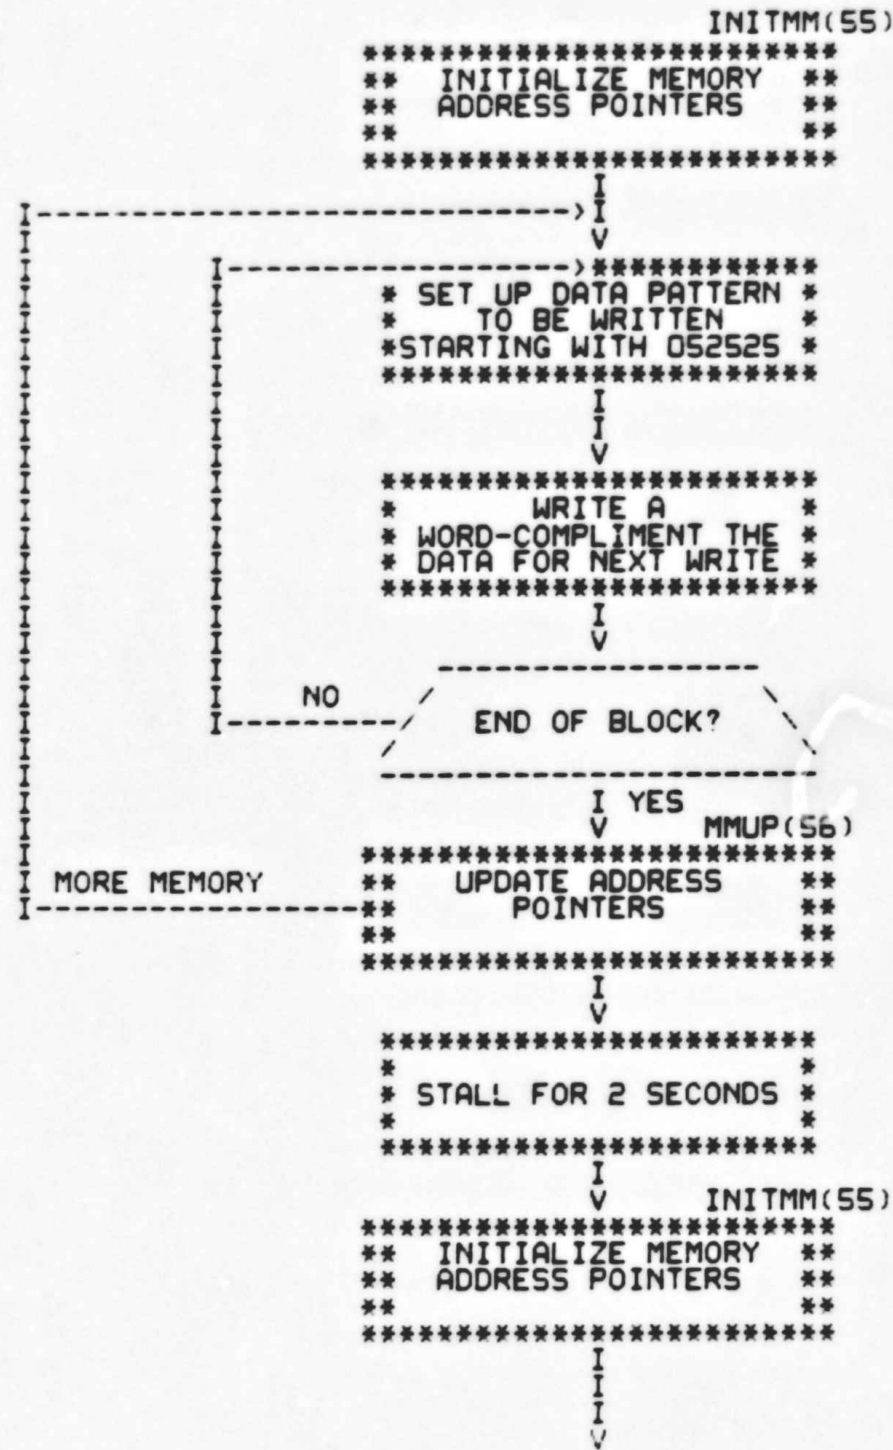 INITMM(55)
INITIALIZE MEMORY
ADDRESS POINTERS
SET UP DATA PATTERN
TO BE WRITTEN
STARTING WITH 052525
WRITE A
WORD-COMPLIMENT THE
DATA FOR NEXT WRITE
NO
END OF BLOCK?
YES
MMUP(56)
MORE MEMORY
UPDATE ADDRESS
POINTERS
STALL FOR 2 SECONDS
INITMM(55)
INITIALIZE MEMORY
ADDRESS POINTERS